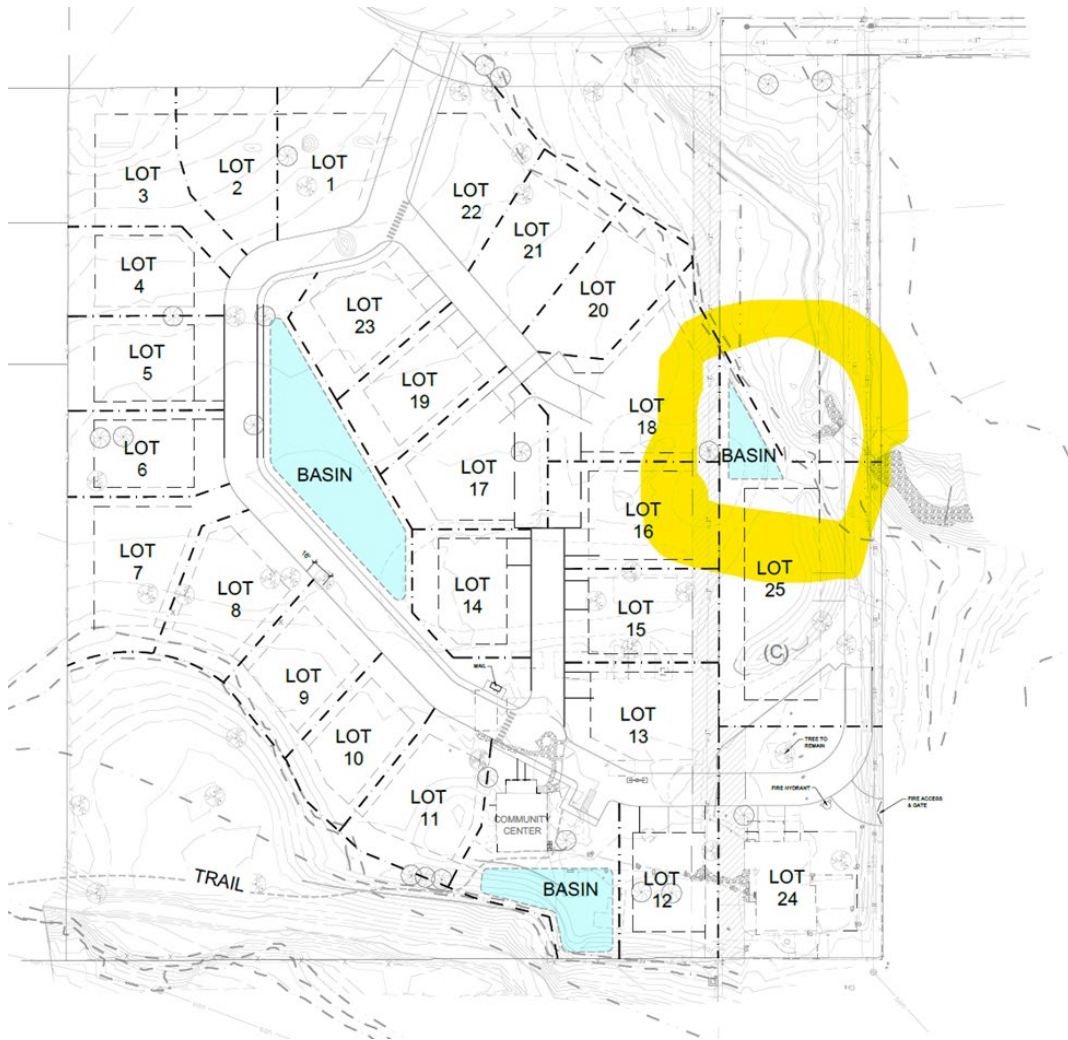 LOT
3
LOT
2
LOT
1
LOT
22
LOT
21
LOT
20
LOT
4
LOT
23
LOT
5
LOT
19
LOT
18
LOT
6
BASIN
LOT
17
BASIN
LOT
16
LOT
7
LOT
8
18'
LOT
14
LOT
15
LOT
25
(C)
MAIL
LOT
9
LOT
10
LOT
13
TREE TO
REMAIN
FIRE HYDRANT
FIRE ACCESS
& GATE
LOT
11
COMMUNITY
CENTER
TRAIL
BASIN
LOT
12
LOT
24